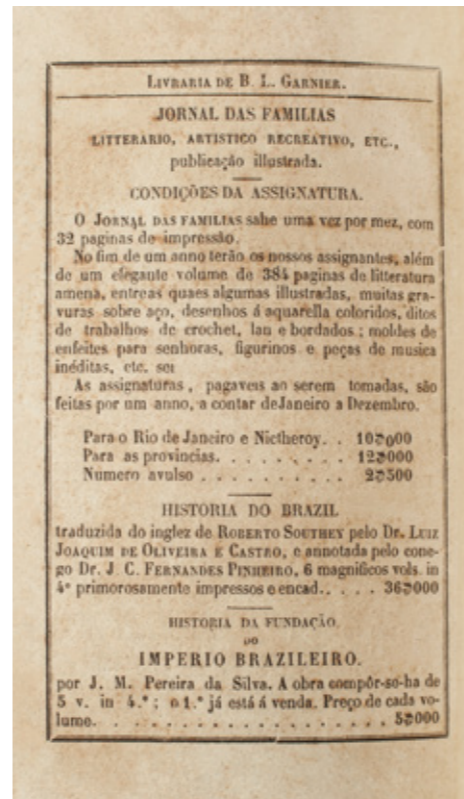 LIVRARIA DE B. L. GARNIER.
JORNAL DAS FAMILIAS
LITTERARIO, ARTISTICO RECREATIVO, ETC.,
publicação illustrada.
CONDIÇÕES DA ASSIGNATURA.
O JORNAL DAS FAMILIAS sahe uma vez por mez, com
32 paginas de impressão.
No fim de um anno terão os nossos assignantes, além
de um elegante volume de 384 paginas de litteratura
amena, entreas quaes algumas illustradas, muitas gra-
vuras sobre aço, desenhos á aquarella coloridos, ditos
de trabalhos de crochet, lan e bordados; moldes de
enfeites para senhoras, figurinos e peças de musica
inéditas, etc. sei
As assignaturas, pagaveis ao serem tomadas, são
feitas por um anno, a contar deJaneiro a Dezembro.
Para o Rio de Janeiro e Nictheroy. . 10$000
Para as provincias. . . . . . . . . 12$000
Numero avulso . . . . . . . . . . 2$500
HISTORIA DO BRAZIL
traduzida do inglez de ROBERTO SOUTHEY pelo Dr. LUIZ
JOAQUIM DE OLIVEIRA E CASTRO, e annotada pelo cone-
go Dr. J. C. FERNANDES PINHEIRO, 6 magnificos vols. in
4º primorosamente impressos e encad.. . . . 36$000
HISTORIA DA FUNDAÇÃO
DO
IMPERIO BRAZILEIRO.
por J. M. Pereira da Silva. A obra compôr-se-ha de
5 v. in 4.º; o 1.º já está á venda. Preço de cada vo-
lume. . . . . . . . . . . . . . . . . . 5$000